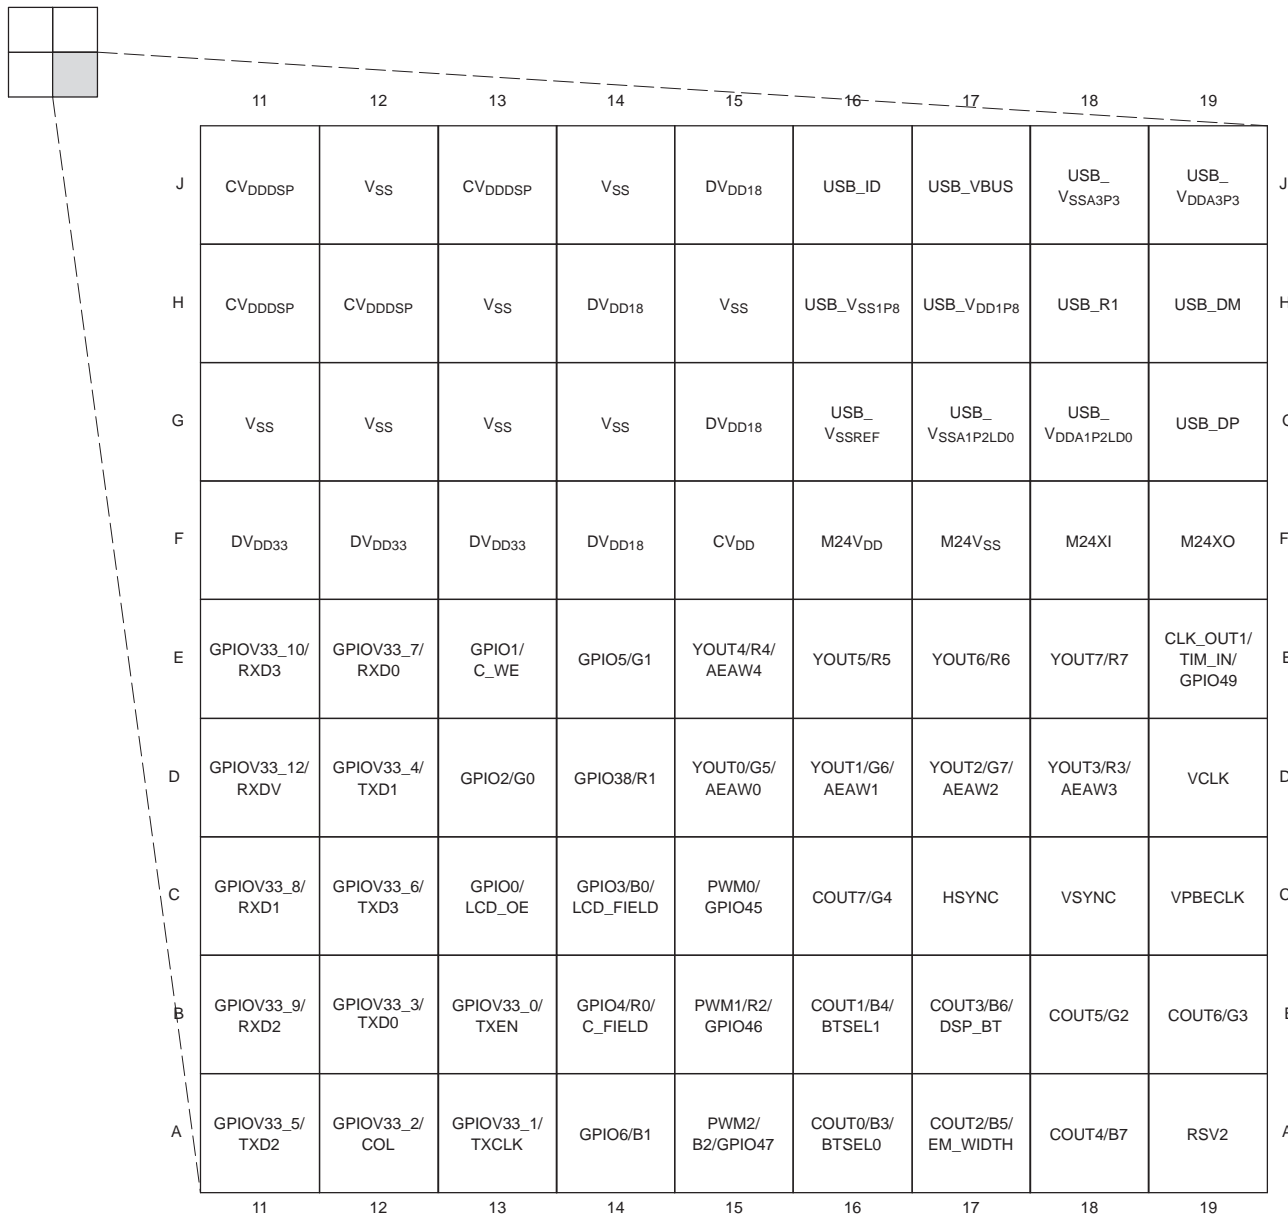 11 12 13 14 15 16 17 18 19
J CVDDDSP VSS CVDDDSP VSS DVDD18 USB_ID USB_VBUS USB_ USB_ J
VSSA3P3 VDDA3P3
H CVDDDSP CVDDDSP VSS DVDD18 VSS USB_VSS1P8 USB_VDD1P8 USB_R1 USB_DM H
G VSS VSS VSS VSS DVDD18 USB_ USB_ USB_ USB_DP
VSSREF VSSA1P2LD0 VDDA1P2LD0
F DVDD33 DVDD33 DVDD33 DVDD18 CVDD M24VDD M24VSS M24XI M24XO F
E GPIOV33_10/ GPIOV33_7/ GPIO1/ GPIO5/G1 YOUT4/R4/ YOUT5/R5 YOUT6/R6 YOUT7/R7 CLK_OUT1/
RXD3 RXD0 C_WE AEAW4 TIM_IN/
GPIO49
D GPIOV33_12/ GPIOV33_4/ GPIO2/G0 GPIO38/R1 YOUT0/G5/ YOUT1/G6/ YOUT2/G7/ YOUT3/R3/ VCLK D
RXDV TXD1 AEAW0 AEAW1 AEAW2 AEAW3
C GPIOV33_8/ GPIOV33_6/ GPIO0/ GPIO3/B0/ PWM0/ COUT7/G4 HSYNC VSYNC VPBECLK
RXD1 TXD3 LCD_OE LCD_FIELD GPIO45
B GPIOV33_9/ GPIOV33_3/ GPIOV33_0/ GPIO4/R0/ PWM1/R2/ COUT1/B4/ COUT3/B6/ COUT5/G2 COUT6/G3
RXD2 TXD0 TXEN C_FIELD GPIO46 BTSEL1 DSP_BT
A GPIOV33_5/ GPIOV33_2/ GPIOV33_1/ GPIO6/B1 PWM2/ COUT0/B3/ COUT2/B5/ COUT4/B7 RSV2 A
TXD2 COL TXCLK B2/GPIO47 BTSEL0 EM_WIDTH
11 12 13 14 15 16 17 18 19